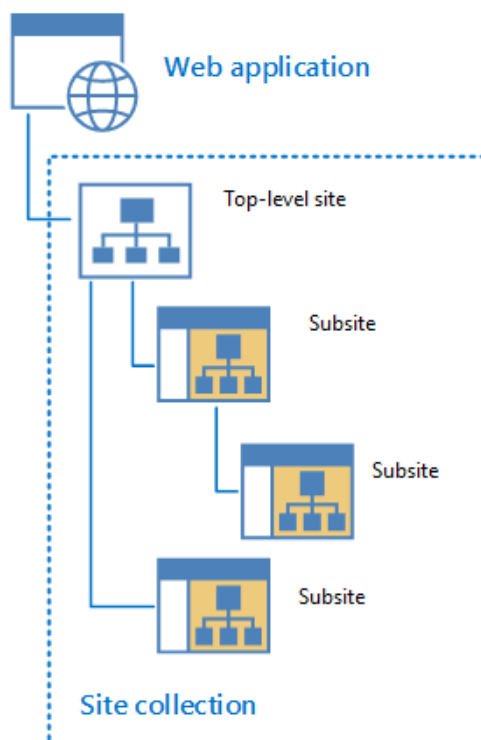 Web application
Top-level site
Subsite
Subsite
Subsite
Site collection